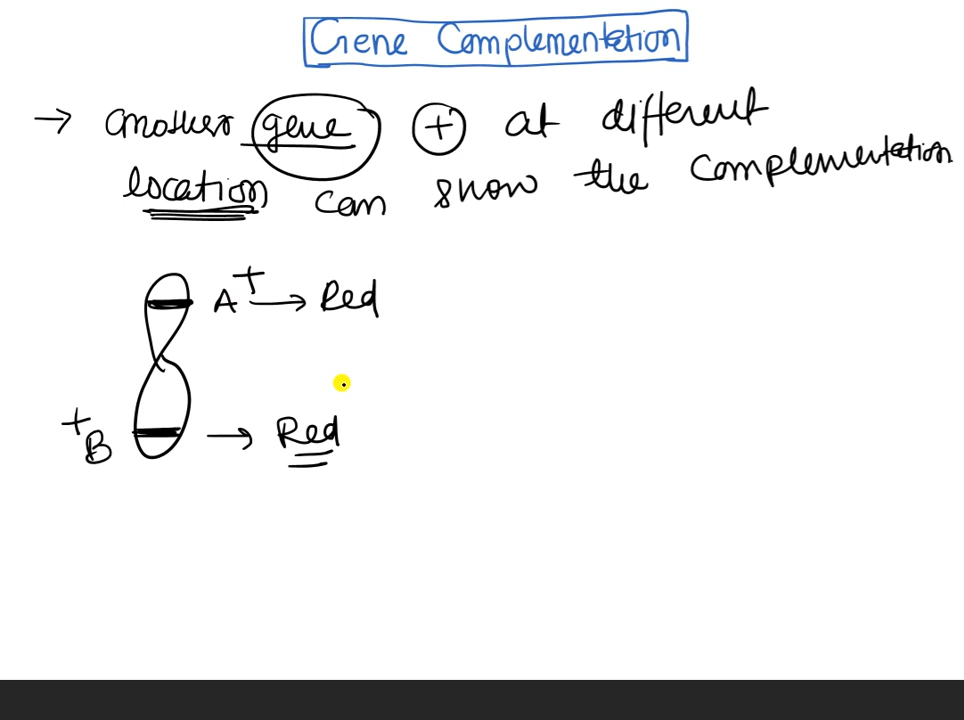 Gene Complementation
→ another gene + at different
location can show the complementation
A+ → Red
+B → Red